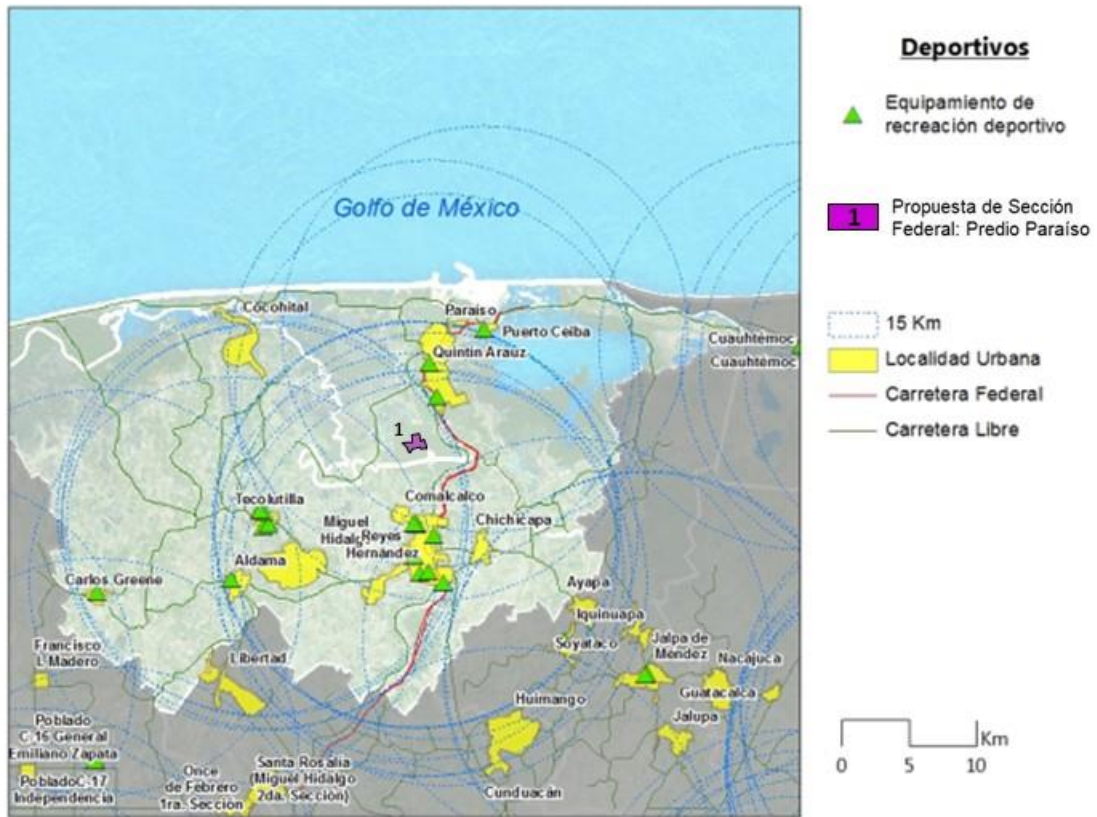 Golfo de México
Cocohital
Paraiso
Puerto Ceiba
Quintín Arauz
Cuauhtémoc
Cuauhtémoc
1
Tecolutilla
Comalcalco
Chichicapa
Miguel
Hidalgo
Reyes
Hernández
Aldama
Carlos Greene
Ayapa
Iquinuapa
Soyataco
Jalpa de
Méndez
Nacajuca
Francisco
I. Madero
Libertad
Huimango
Guatacalca
Jalupa
Poblado
C-16 General
Emiliano Zapata
PobladoC-17
Independencia
Once
de Febrero
1ra. Sección
Santa Rosalía
(Miguel Hidalgo
2da. Sección)
Cunduacán
Deportivos
Equipamiento de
recreación deportivo
1
Propuesta de Sección
Federal: Predio Paraíso
15 Km
Localidad Urbana
Carretera Federal
Carretera Libre
Km
0 5 10